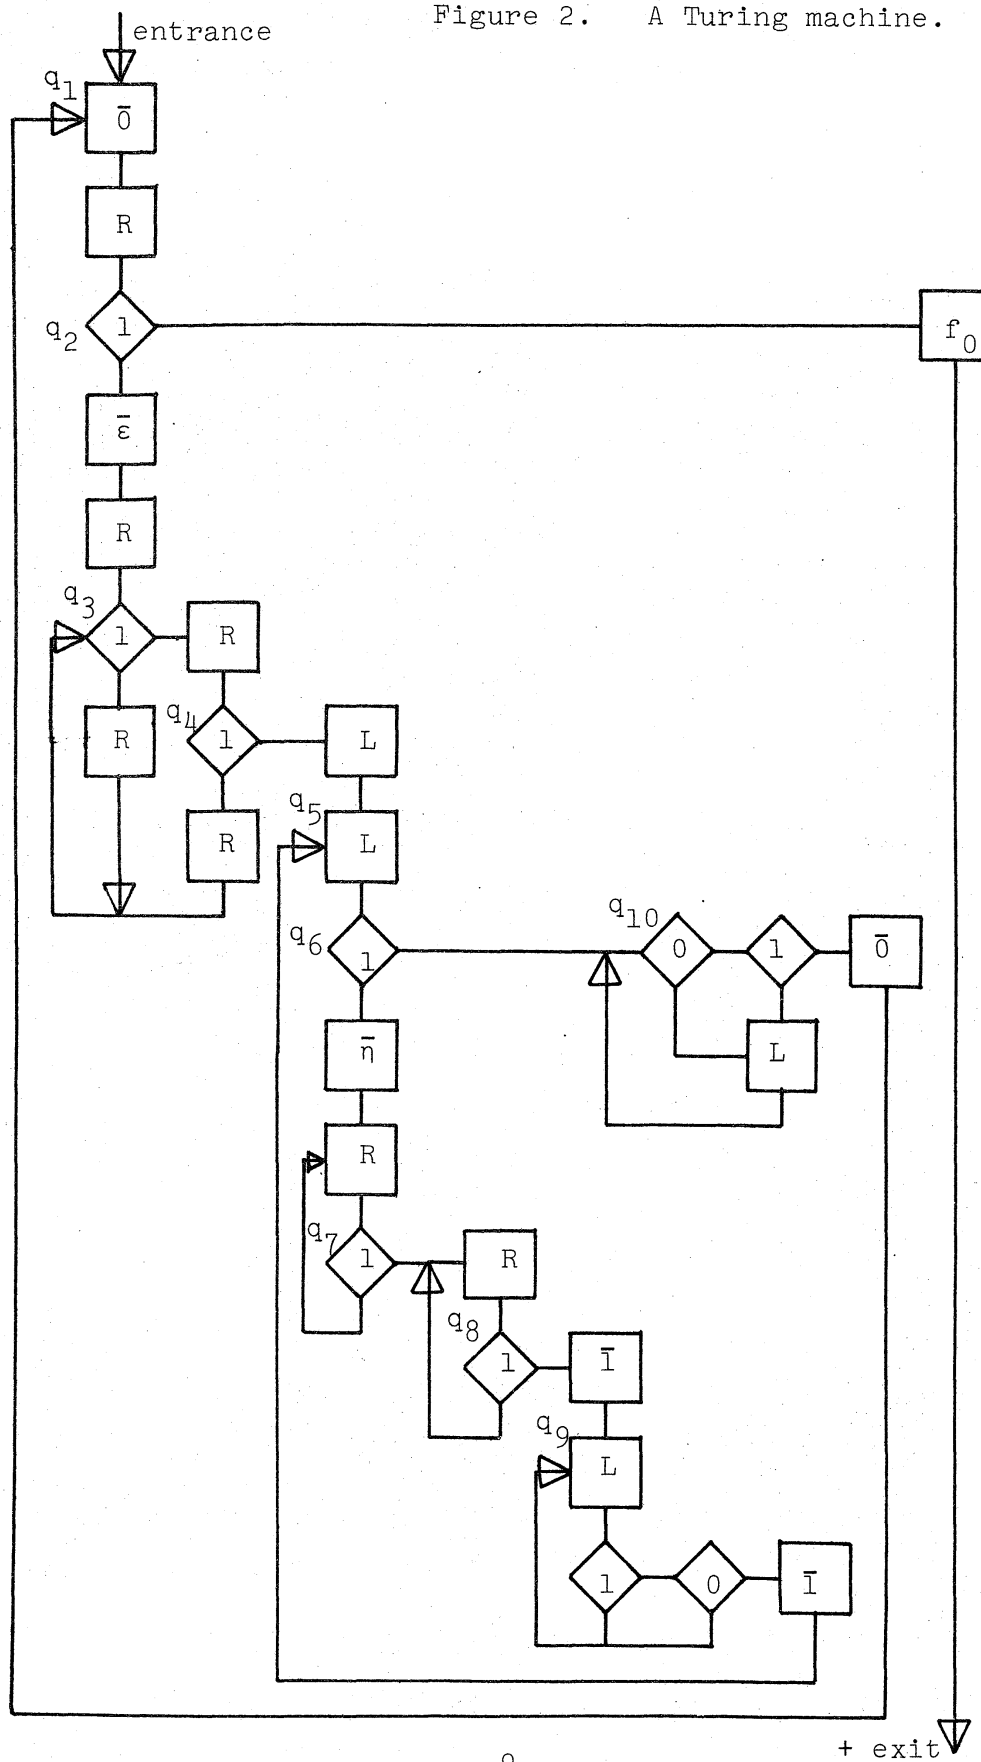 Figure 2. A Turing machine.
entrance
q1
0̅
R
q2
1
f0
ε̅
R
q3
1
R
q4
R
1
L
q5
R
L
q10
q6
1
0
1
0̅
η̅
L
R
q7
1
R
q8
1
1̅
q9
L
1
0
1̅
+ exit